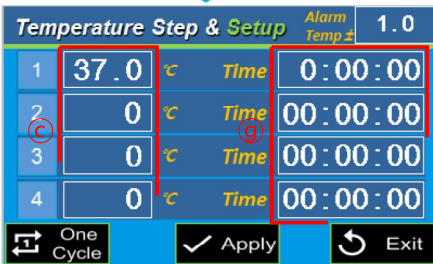 Temperature Step & Setup Alarm Temp± 1.0
1 37.0 ℃ Time 0:00:00
2 0 ℃ Time 00:00:00
ⓒ ⓖ
3 0 ℃ Time 00:00:00
4 0 ℃ Time 00:00:00
1 One Cycle Apply Exit